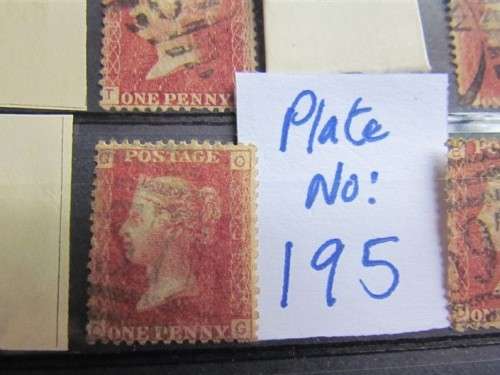 T ONE PENNY
Plate
No:
195
POSTAGE
ONE PENNY G